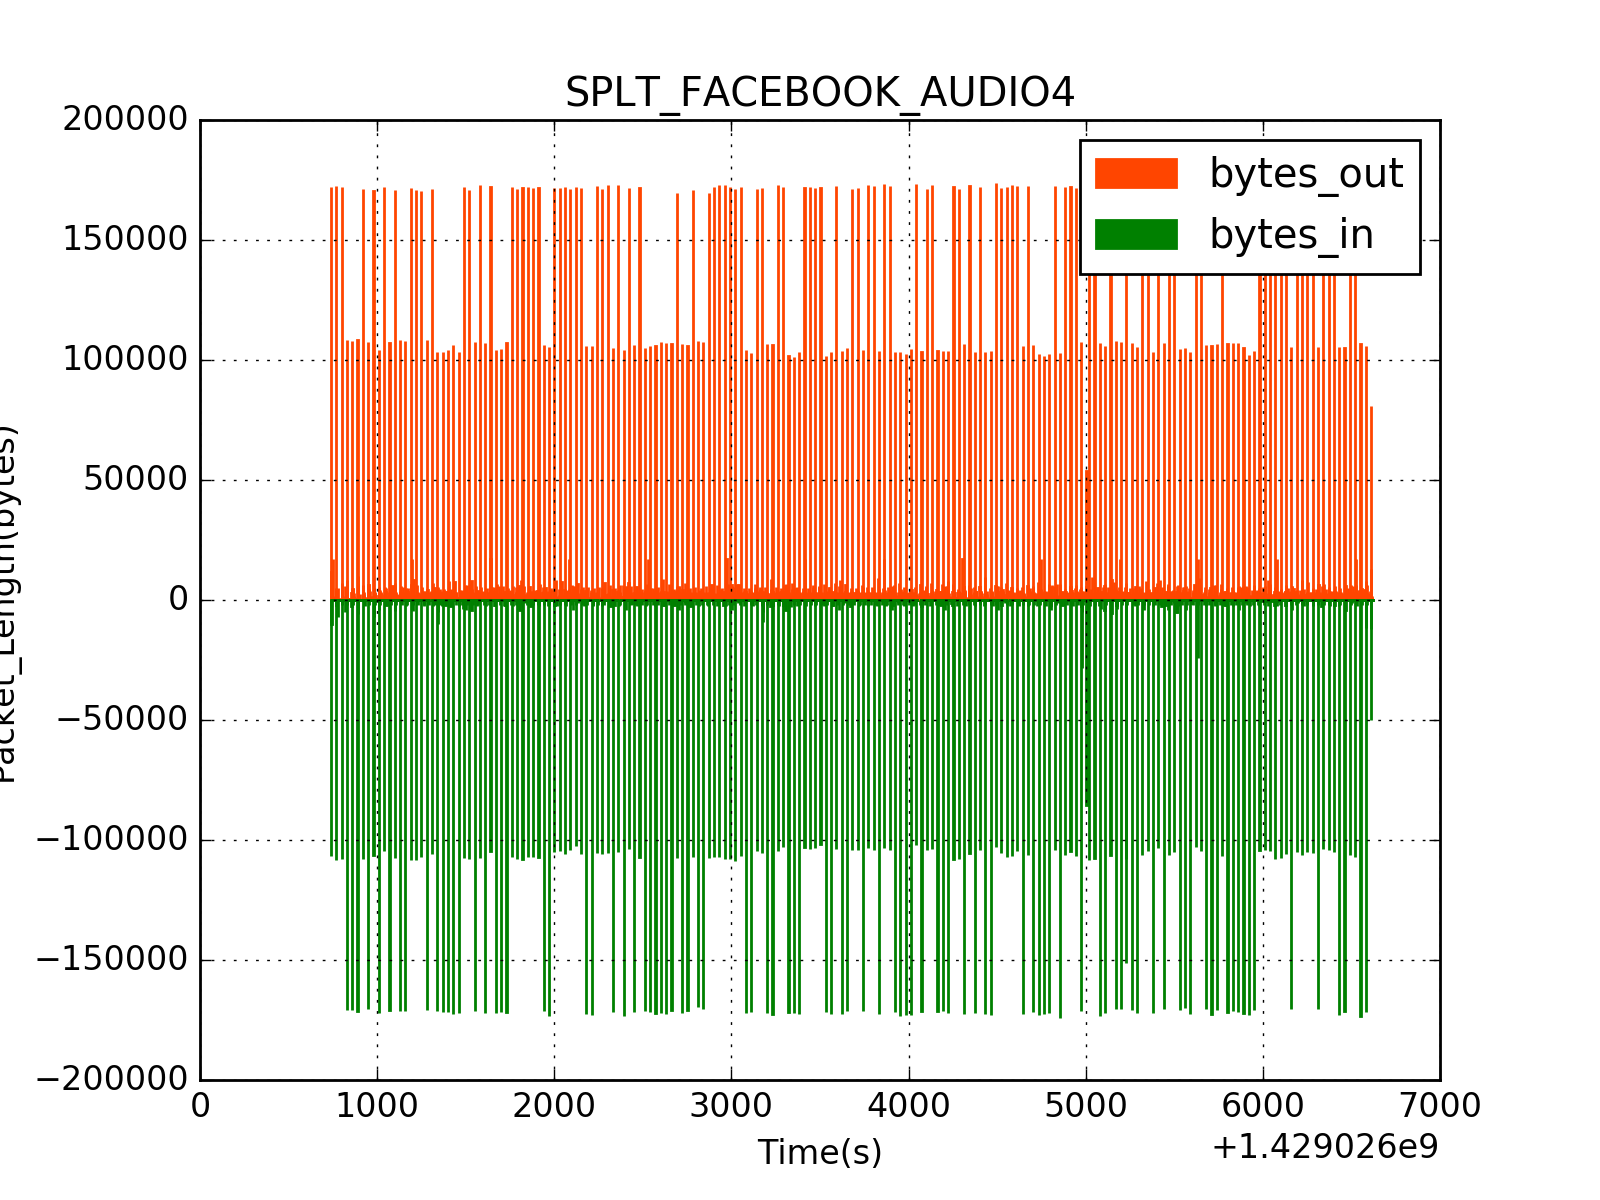 SPLT_FACEBOOK_AUDIO4
200000
150000
100000
50000
0
−50000
−100000
−150000
−200000
Packet_Length(bytes)
bytes_out
bytes_in
0 1000 2000 3000 4000 5000 6000 7000
Time(s)
+1.429026e9